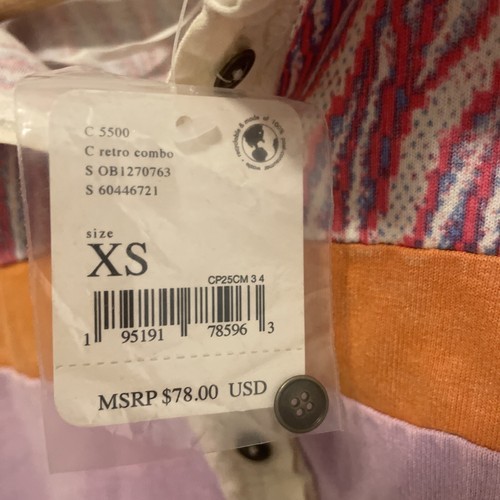 C 5500
C retro combo
S OB1270763
S 60446721
size
XS
CP25CM 3 4
1 95191 78596 3
MSRP $78.00 USD